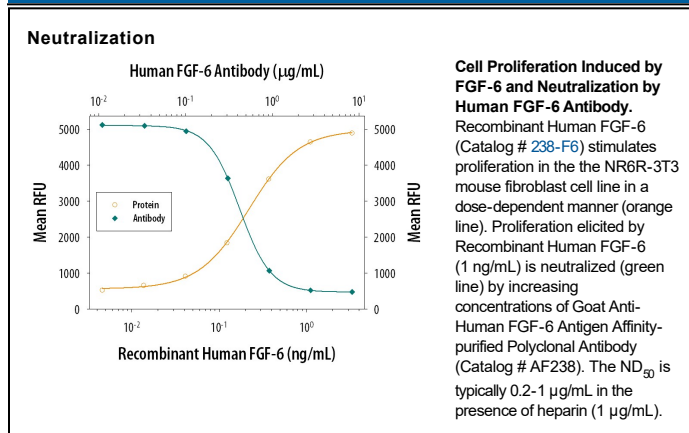 Neutralization
Human FGF-6 Antibody (µg/mL)
10-2 10-1 100 101
Mean RFU
5000 5000
4000 4000
3000 3000
2000 2000
1000 1000
0 0
Protein
Antibody
Mean RFU
10-2 10-1 100
Recombinant Human FGF-6 (ng/mL)
Cell Proliferation Induced by
FGF-6 and Neutralization by
Human FGF-6 Antibody.
Recombinant Human FGF-6
(Catalog # 238-F6) stimulates
proliferation in the the NR6R-3T3
mouse fibroblast cell line in a
dose-dependent manner (orange
line). Proliferation elicited by
Recombinant Human FGF-6
(1 ng/mL) is neutralized (green
line) by increasing
concentrations of Goat Anti-
Human FGF-6 Antigen Affinity-
purified Polyclonal Antibody
(Catalog # AF238). The ND50 is
typically 0.2-1 µg/mL in the
presence of heparin (1 µg/mL).